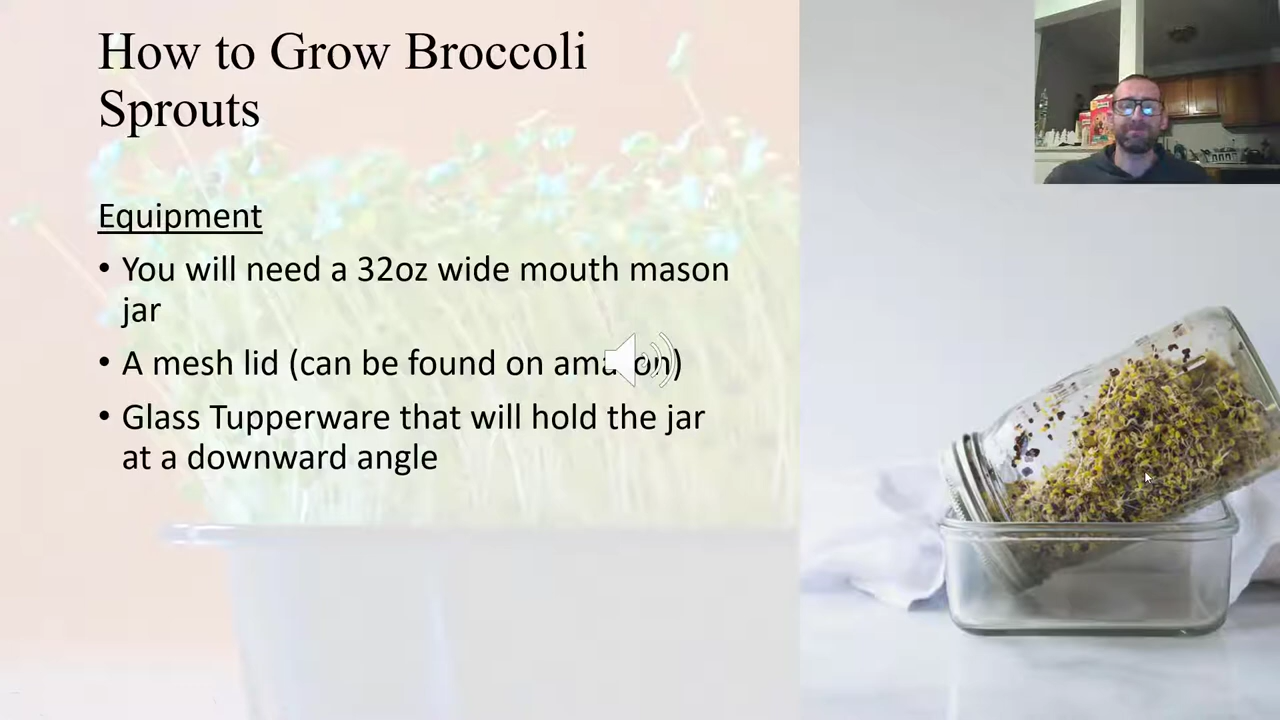 How to Grow Broccoli
Sprouts
Equipment
• You will need a 32oz wide mouth mason
jar
• A mesh lid (can be found on amazon)
• Glass Tupperware that will hold the jar
at a downward angle